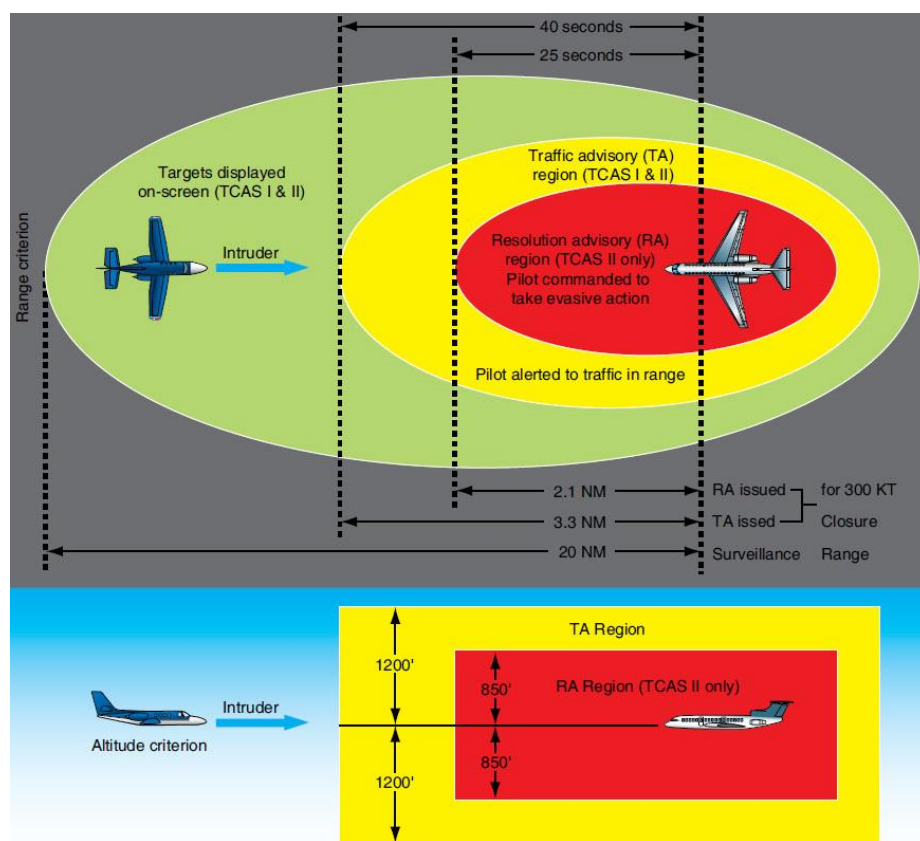 40 seconds
25 seconds
Targets displayed
on-screen (TCAS I & II)
Traffic advisory (TA)
region (TCAS I & II)
Range criterion
Intruder
Resolution advisory (RA)
region (TCAS II only)
Pilot commanded to
take evasive action
Pilot alerted to traffic in range
2.1 NM RA issued for 300 KT
3.3 NM TA issed Closure
20 NM Surveillance Range
TA Region
1200'
850'
RA Region (TCAS II only)
Intruder
Altitude criterion
850'
1200'